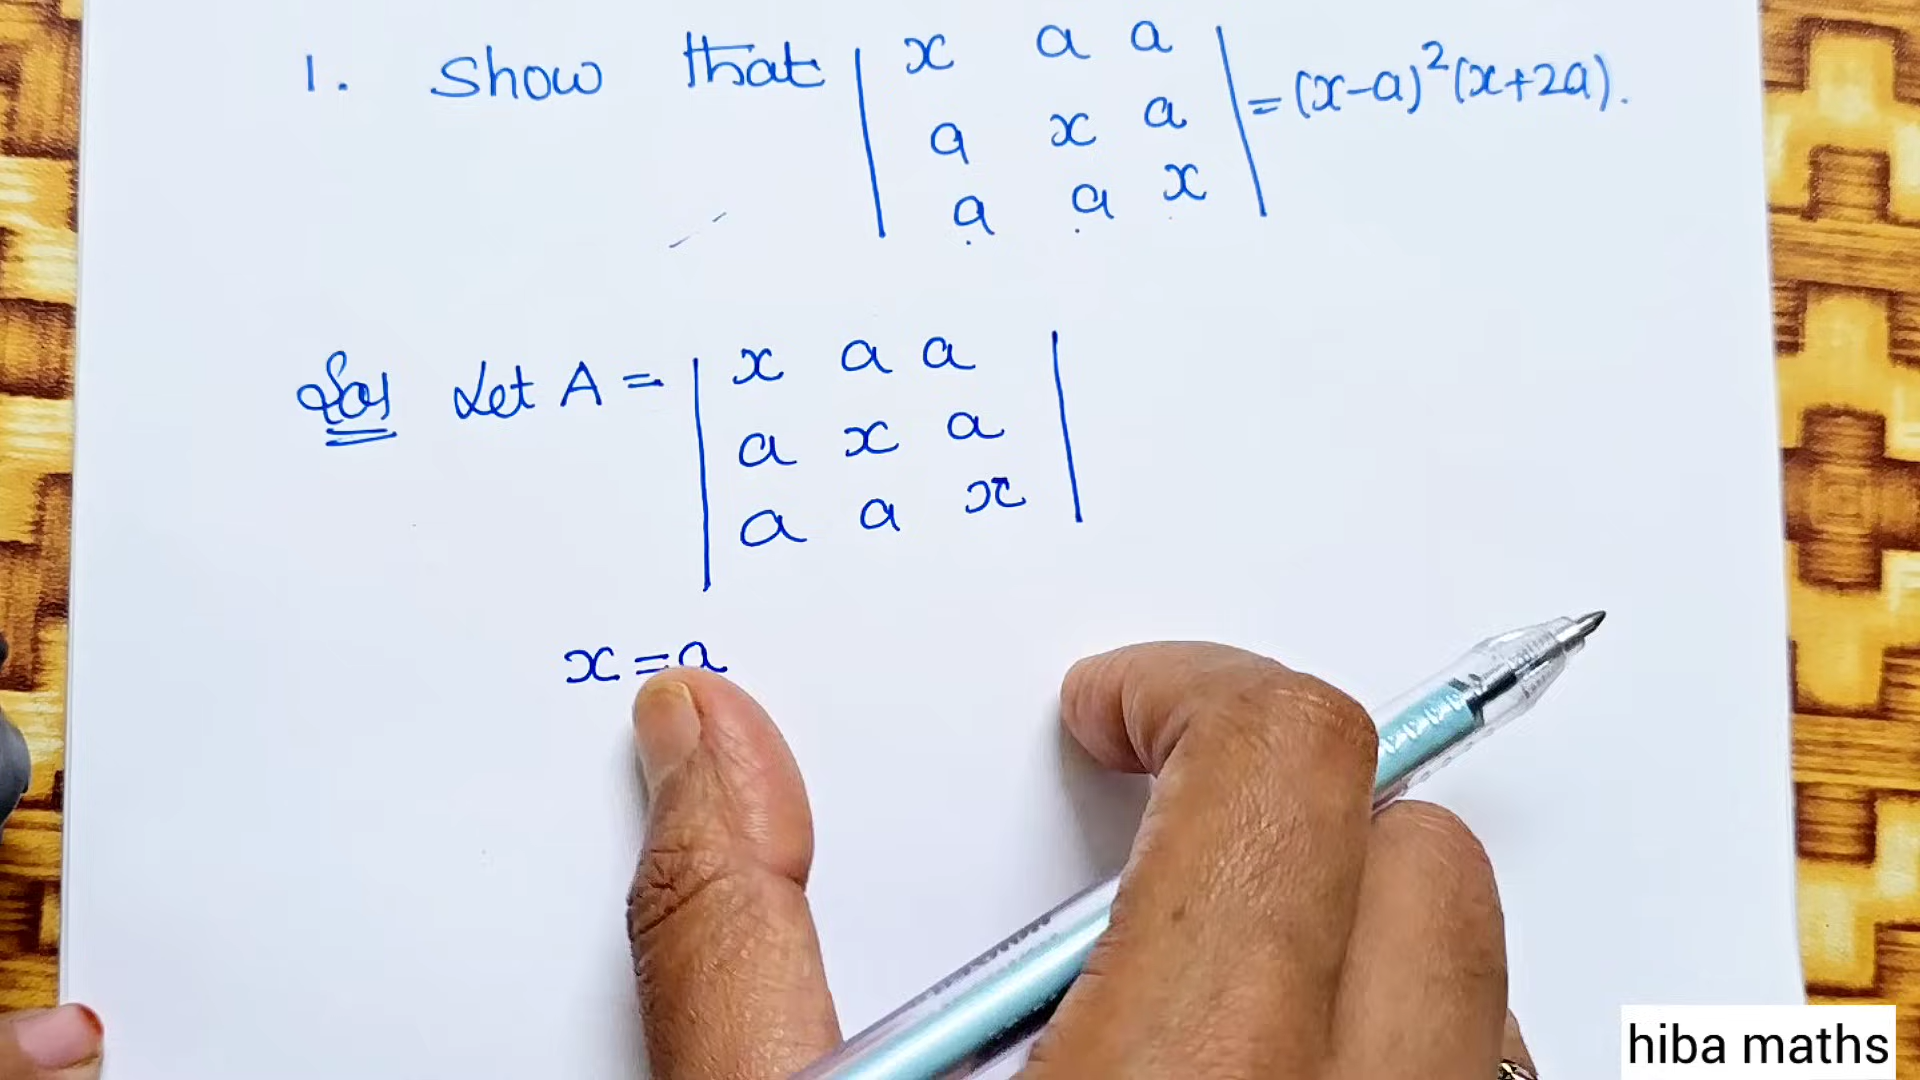 1. Show that | x a a | = (x-a)²(x+2a).
| a x a |
| a a x |
Sol Let A = | x a a |
| a x a |
| a a x |
x = a
hiba maths